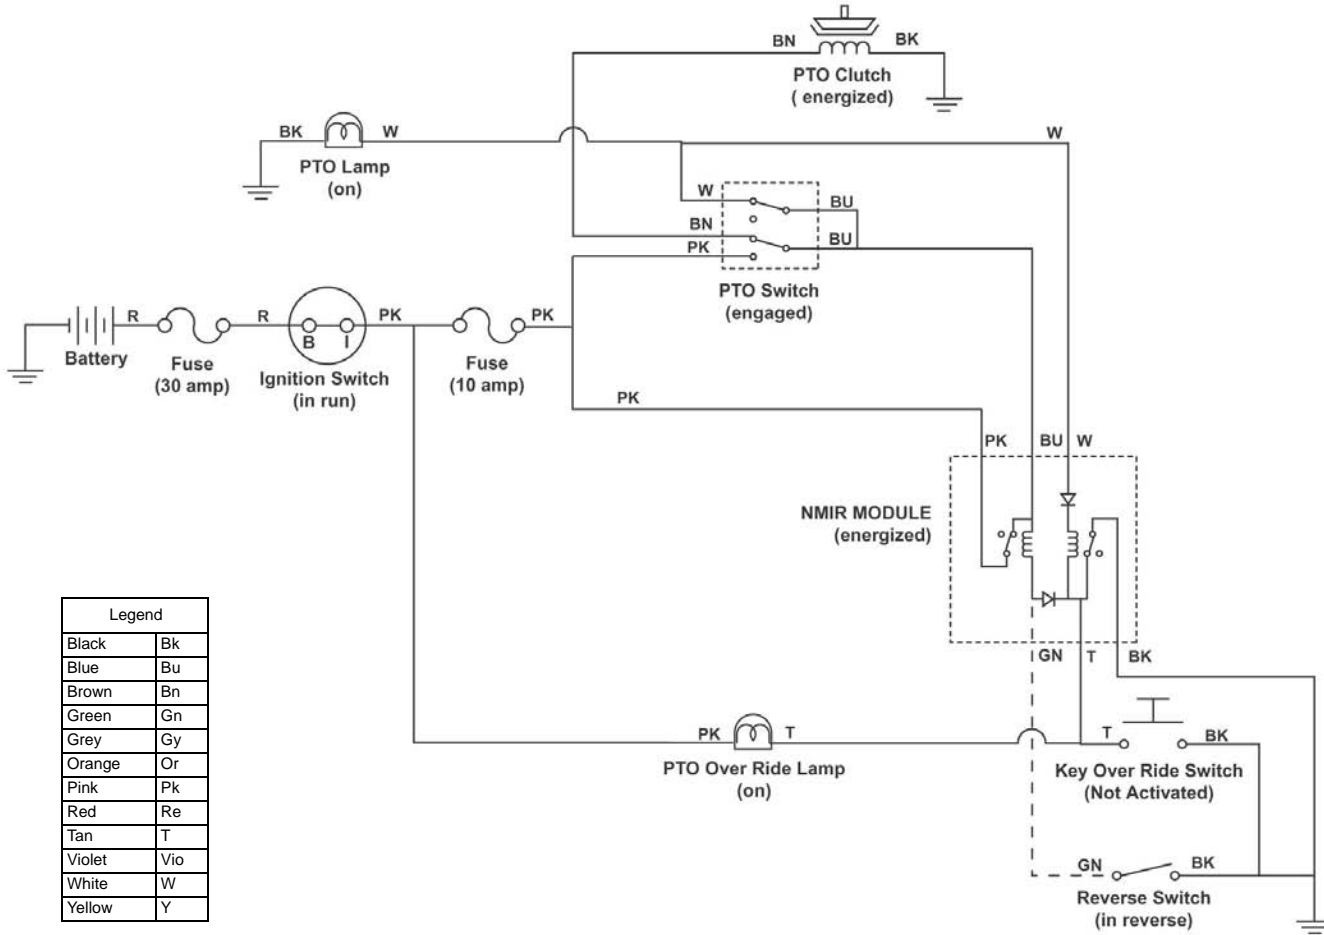 BN
BK
PTO Clutch
( energized)
BK
W
W
PTO Lamp
(on)
W
BU
BN
BU
PK
PTO Switch
(engaged)
R
R
PK
PK
B
I
Battery
Fuse
(30 amp)
Ignition Switch
(in run)
Fuse
(10 amp)
PK
PK
BU
W
NMIR MODULE
(energized)
Legend
Black Bk
Blue Bu
Brown Bn
Green Gn
Grey Gy
Orange Or
Pink Pk
Red Re
Tan T
Violet Vio
White W
Yellow Y
GN
T
BK
PK
T
T
BK
PTO Over Ride Lamp
(on)
Key Over Ride Switch
(Not Activated)
GN
BK
Reverse Switch
(in reverse)